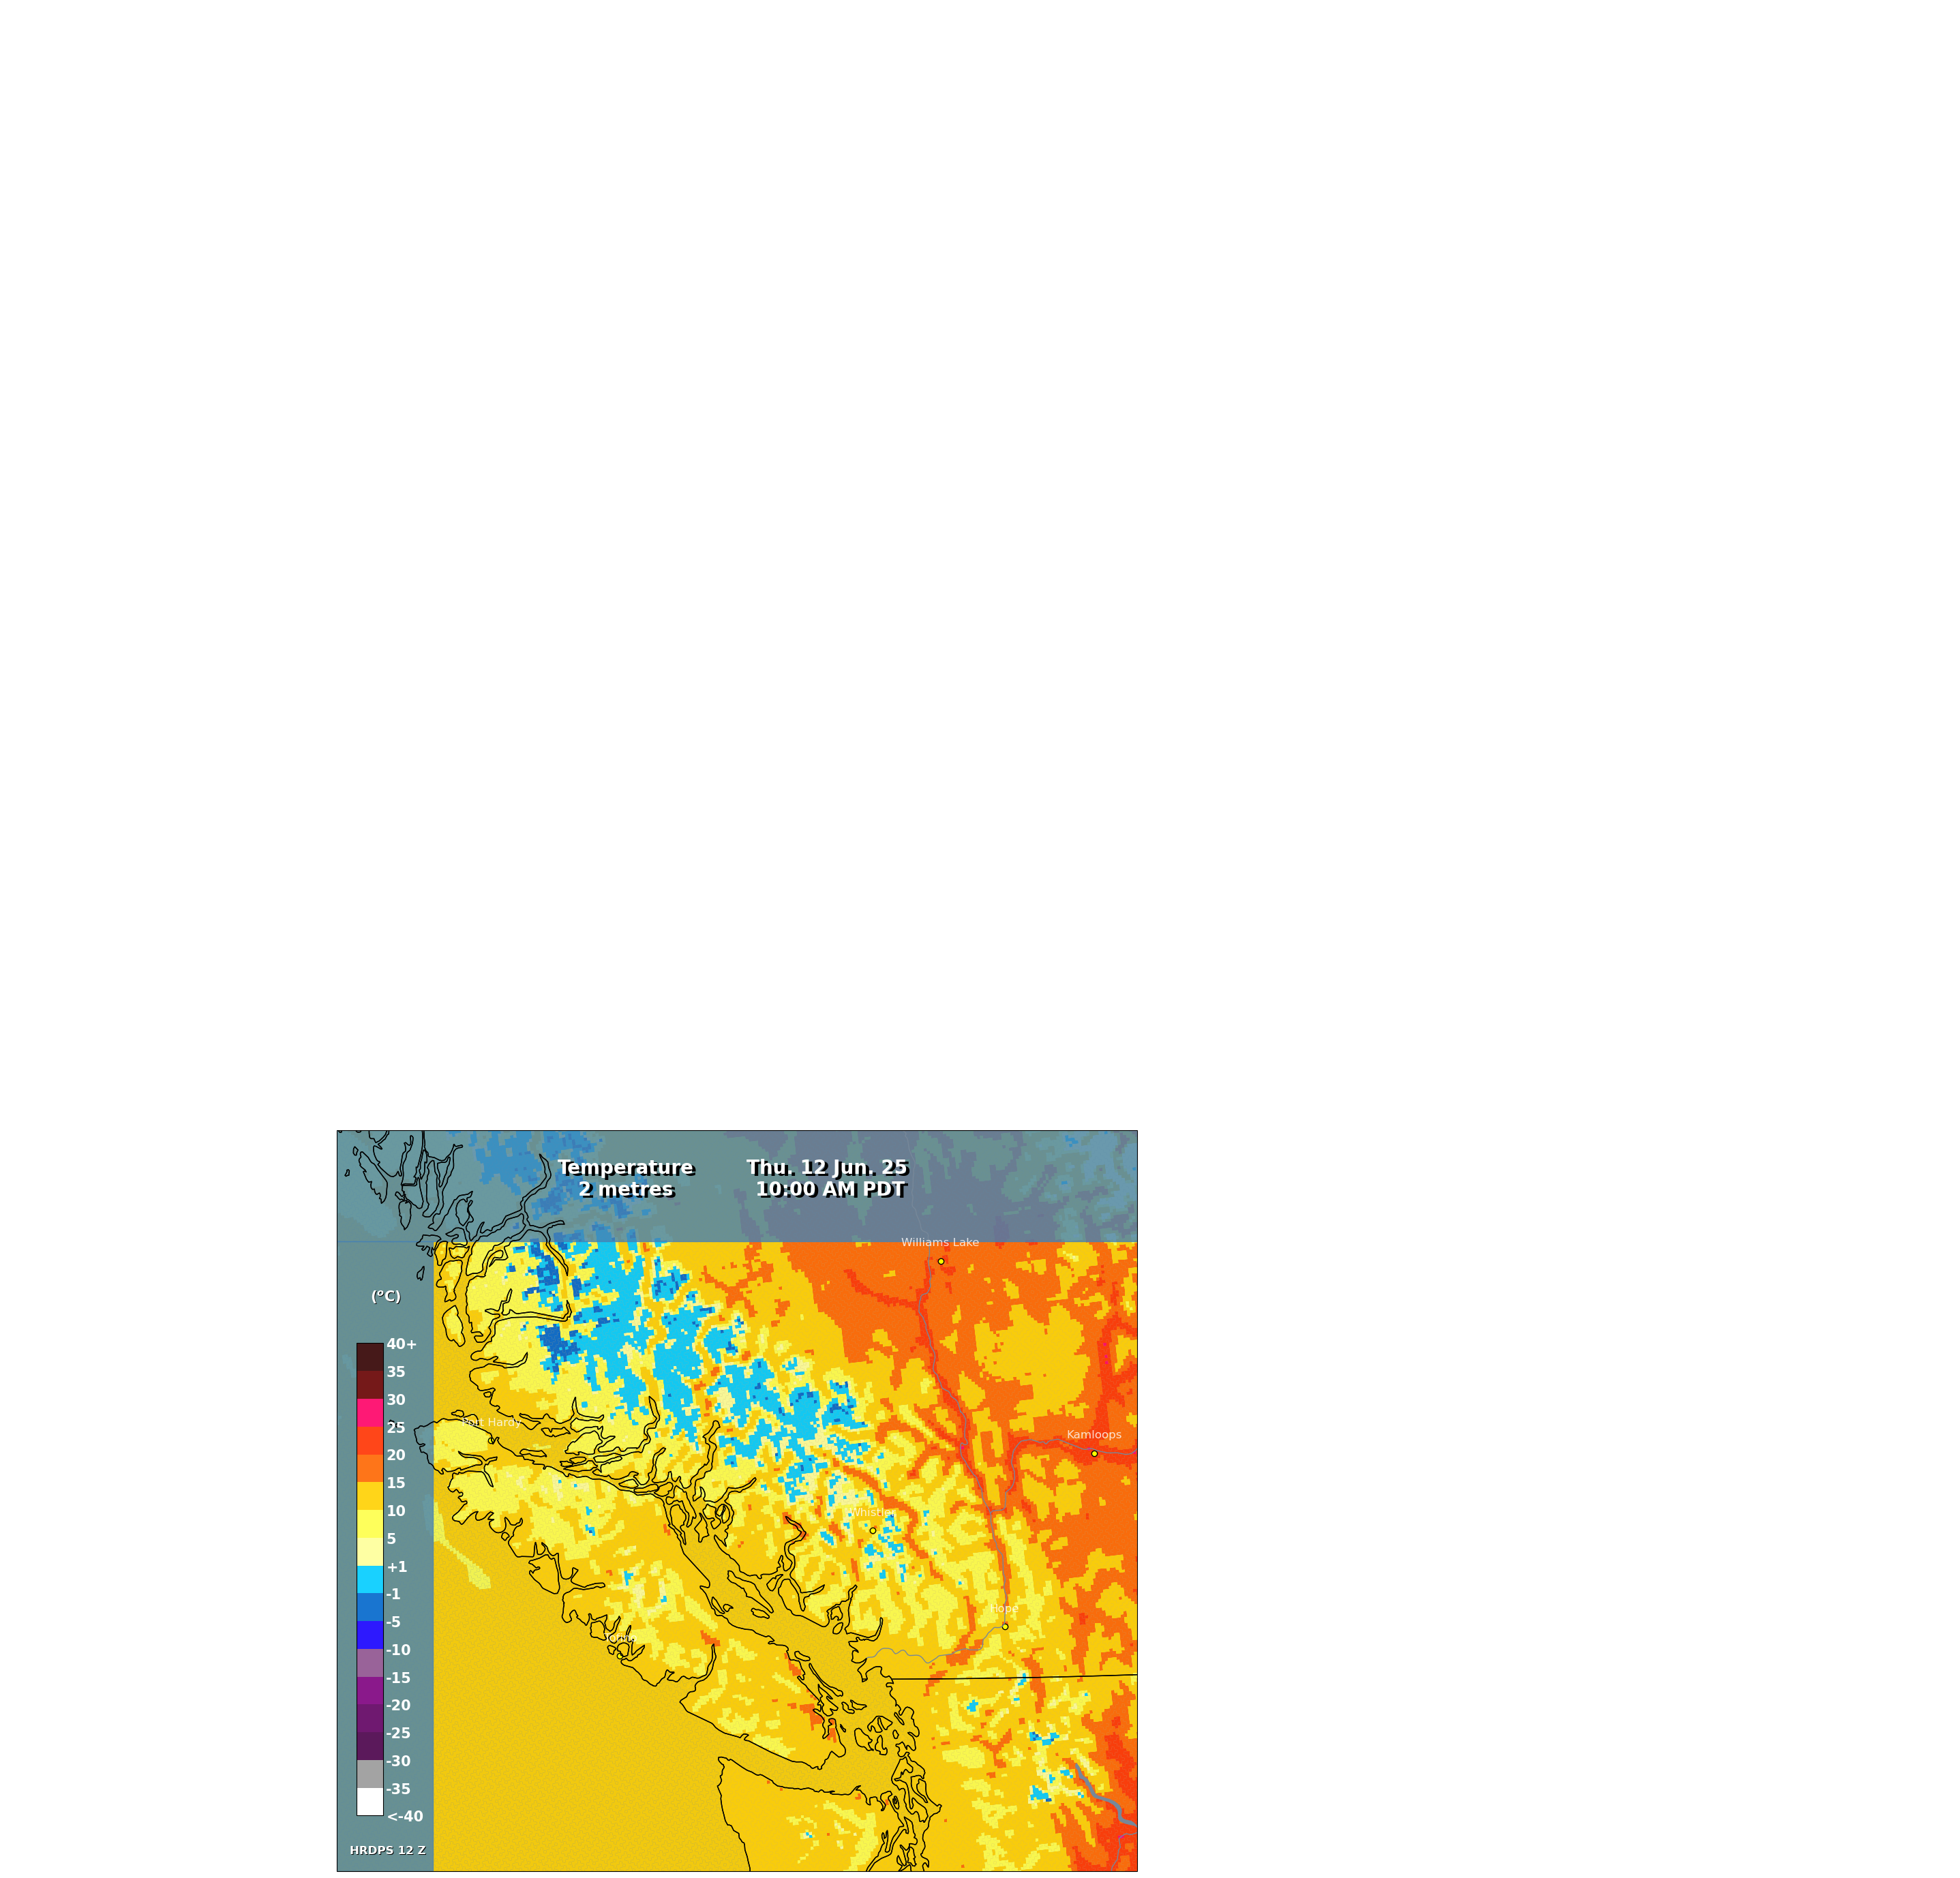 Temperature
2 metres
Thu. 12 Jun. 25
10:00 AM PDT
Williams Lake
(°C)
40+
35
30
25
20
15
10
5
+1
-1
-5
-10
-15
-20
-25
-30
-35
<-40
Port Hardy
Kamloops
Whistler
Hope
HRDPS 12 Z